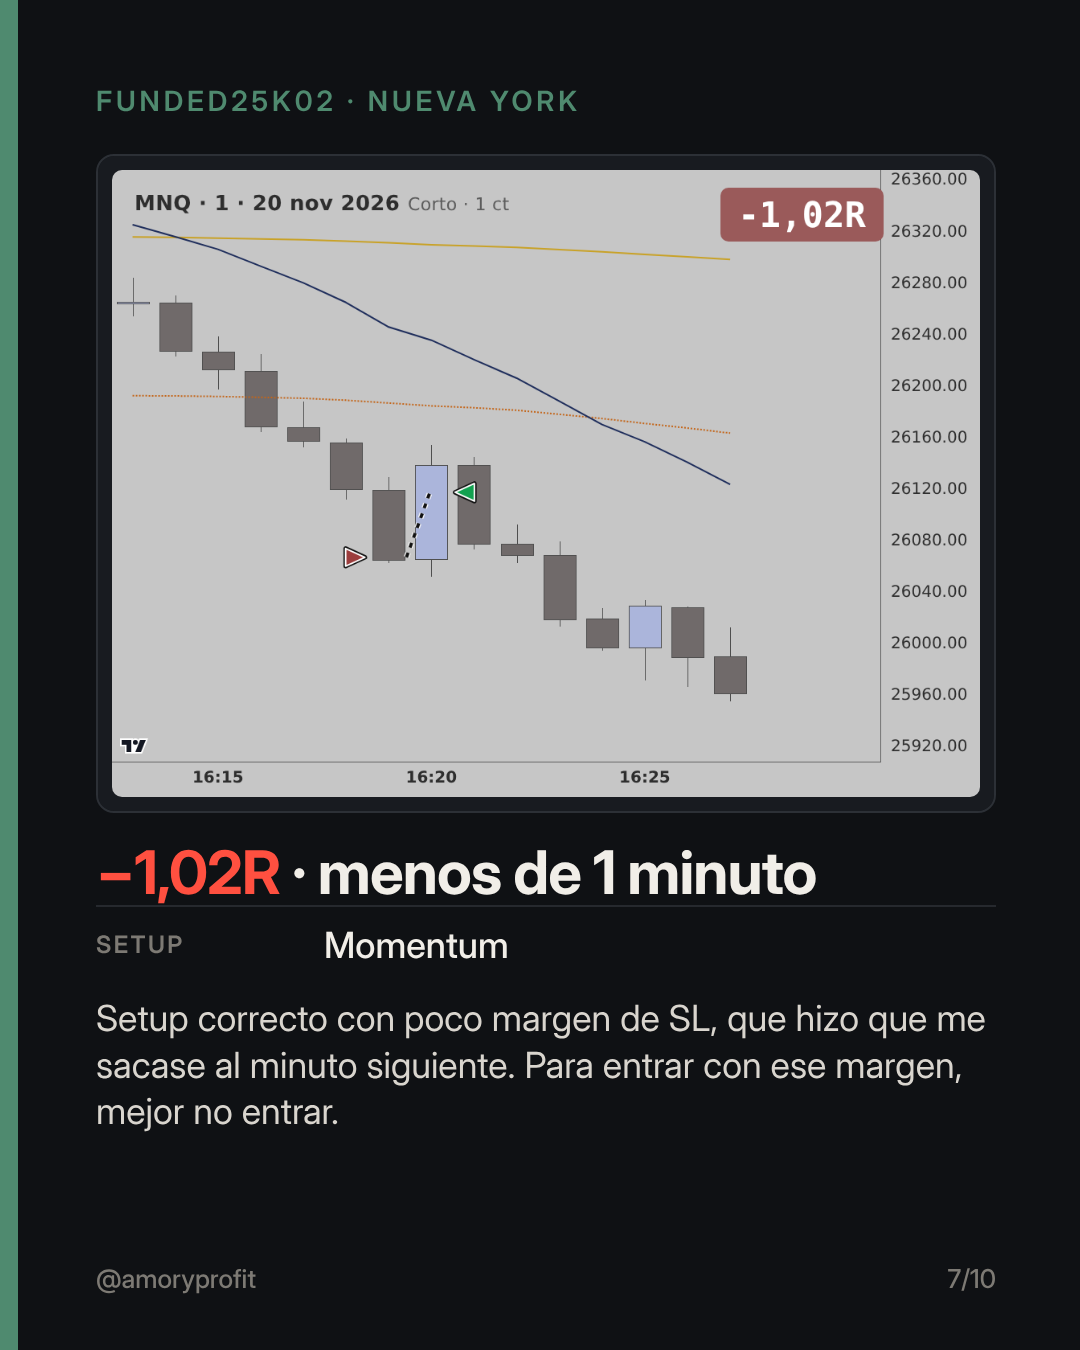 FUNDED25K02 · NUEVA YORK
MNQ · 1 · 20 nov 2026 Corto · 1 ct
-1,02R
26360.00
26320.00
26280.00
26240.00
26200.00
26160.00
26120.00
26080.00
26040.00
26000.00
25960.00
25920.00
16:15 16:20 16:25
−1,02R · menos de 1 minuto
SETUP Momentum
Setup correcto con poco margen de SL, que hizo que me
sacase al minuto siguiente. Para entrar con ese margen,
mejor no entrar.
@amoryprofit 7/10